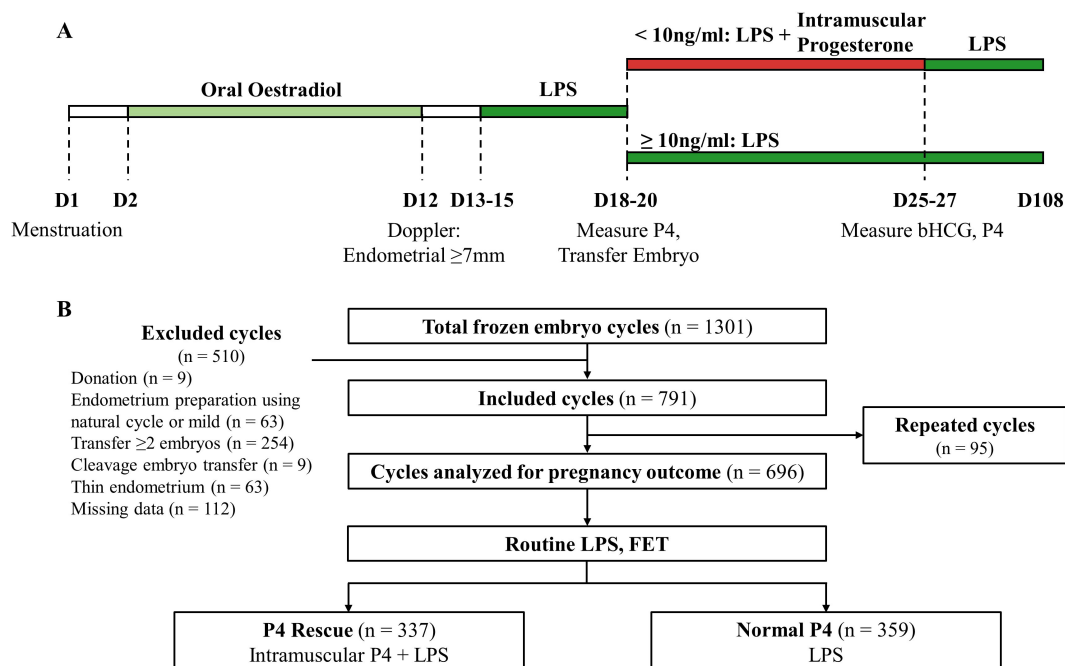 A
< 10ng/ml: LPS + Intramuscular Progesterone
LPS
Oral Oestradiol
LPS
≥ 10ng/ml: LPS
D1
D2
D12
D13-15
D18-20
D25-27
D108
Menstruation
Doppler:
Endometrial ≥7mm
Measure P4,
Transfer Embryo
Measure bHCG, P4
B
Excluded cycles
(n = 510)
Donation (n = 9)
Endometrium preparation using
natural cycle or mild (n = 63)
Transfer ≥2 embryos (n = 254)
Cleavage embryo transfer (n = 9)
Thin endometrium (n = 63)
Missing data (n = 112)
Total frozen embryo cycles (n = 1301)
Included cycles (n = 791)
Repeated cycles
(n = 95)
Cycles analyzed for pregnancy outcome (n = 696)
Routine LPS, FET
P4 Rescue (n = 337)
Intramuscular P4 + LPS
Normal P4 (n = 359)
LPS